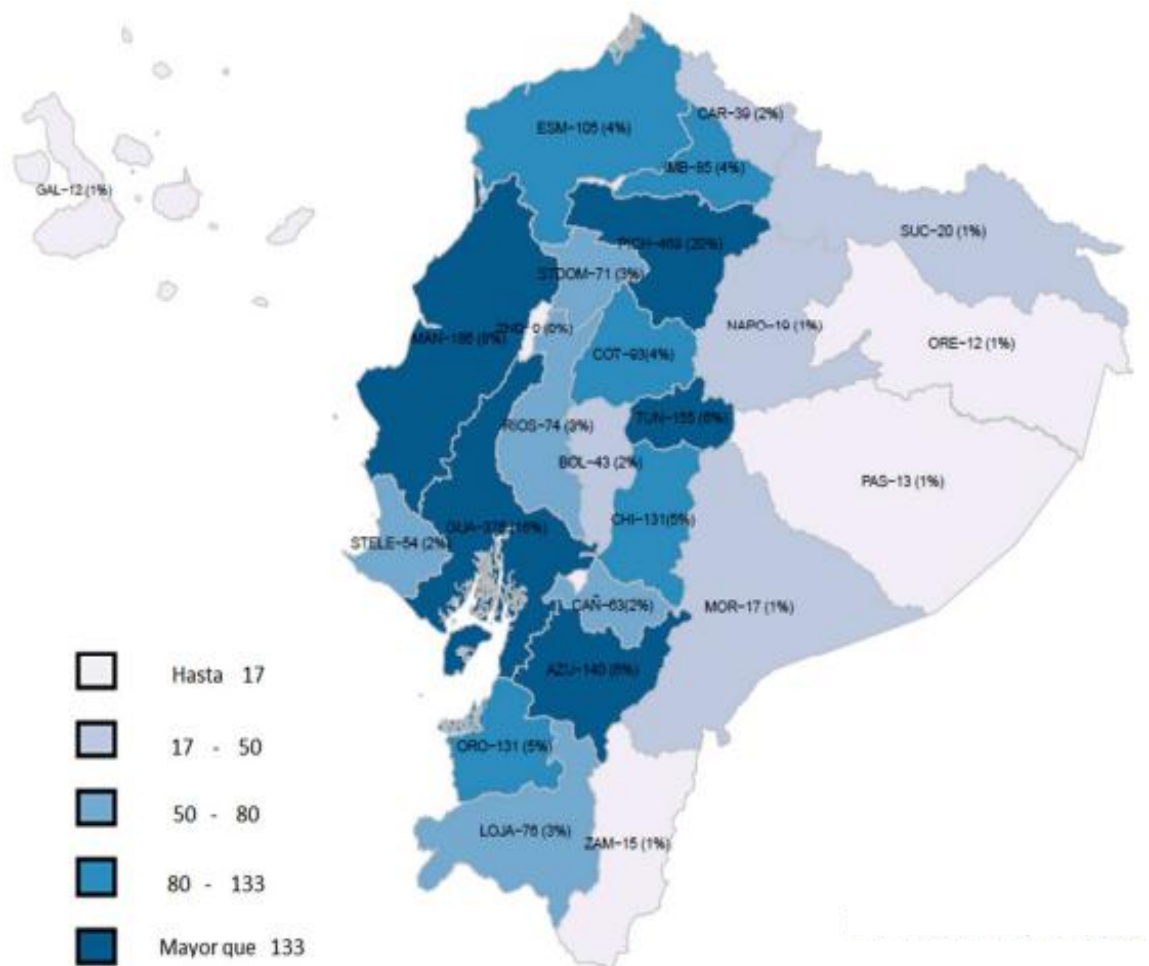 CAR-39 (2%)
ESM-105 (4%)
IMB-95 (4%)
GAL-12 (1%)
SUC-20 (1%)
PICH-469 (20%)
STDOM-71 (3%)
NAPO-19 (1%)
MAN-186 (8%)
ORE-12 (1%)
COT-93(4%)
TUN-155 (6%)
RIOS-74 (3%)
BOL-43 (2%)
PAS-13 (1%)
CHI-131(5%)
STELE-54 (2%)
CAÑ-63(2%)
MOR-17 (1%)
Hasta 17
AZU-140 (6%)
17 - 50
ORO-131 (5%)
50 - 80
LOJA-76 (3%)
ZAM-15 (1%)
80 - 133
Mayor que 133